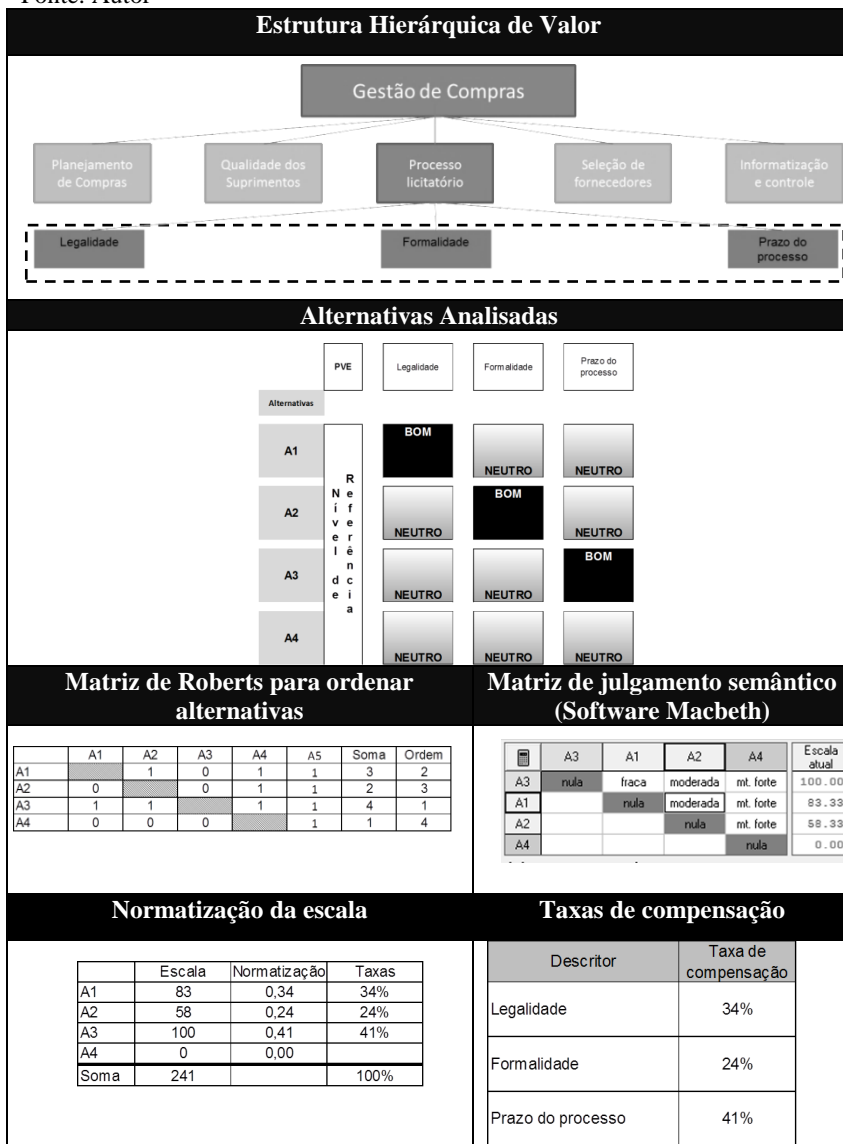 Fonte: Autor
Estrutura Hierárquica de Valor
Gestão de Compras
Planejamento de Compras
Qualidade dos Suprimentos
Processo licitatório
Seleção de fornecedores
Informatização e controle
Legalidade
Formalidade
Prazo do processo
Alternativas Analisadas
PVE Legalidade Formalidade Prazo do processo
Alternativas
Nível de Referência
A1 BOM NEUTRO NEUTRO
A2 NEUTRO BOM NEUTRO
A3 NEUTRO NEUTRO BOM
A4 NEUTRO NEUTRO NEUTRO
Matriz de Roberts para ordenar
alternativas
A1 A2 A3 A4 A5 Soma Ordem
A1 1 0 1 1 3 2
A2 0 0 1 1 2 3
A3 1 1 1 1 4 1
A4 0 0 0 1 1 4
Matriz de julgamento semântico
(Software Macbeth)
A3 A1 A2 A4 Escala atual
A3 nula fraca moderada mt. forte 100.00
A1 nula moderada mt. forte 83.33
A2 nula mt. forte 58.33
A4 nula 0.00
Normatização da escala
Escala Normatização Taxas
A1 83 0,34 34%
A2 58 0,24 24%
A3 100 0,41 41%
A4 0 0,00
Soma 241 100%
Taxas de compensação
Descritor Taxa de compensação
Legalidade 34%
Formalidade 24%
Prazo do processo 41%